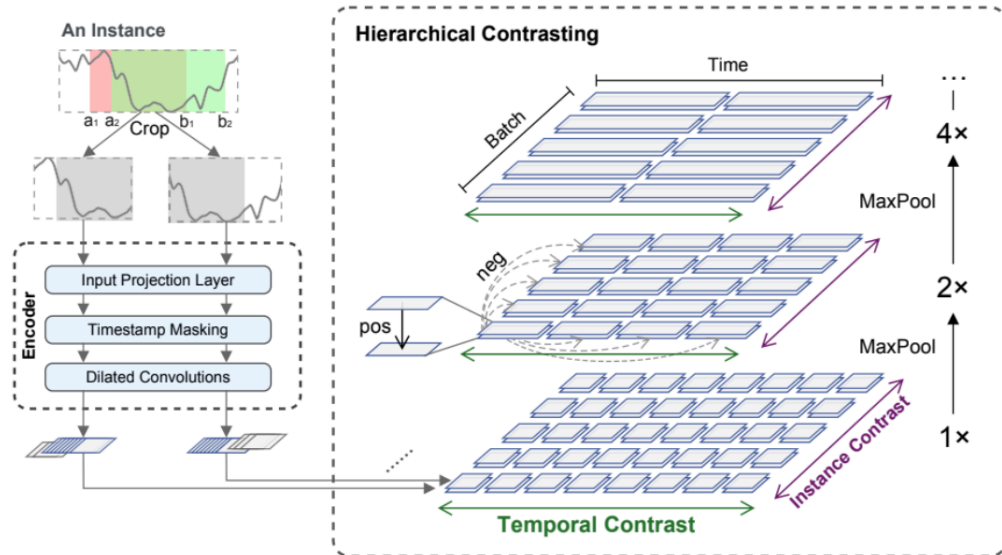 An Instance
a₁ a₂ b₁ b₂
Crop
Encoder
Input Projection Layer
Timestamp Masking
Dilated Convolutions
Hierarchical Contrasting
Time
Batch
...
4×
MaxPool
neg
pos
2×
MaxPool
1×
Instance Contrast
......
Temporal Contrast